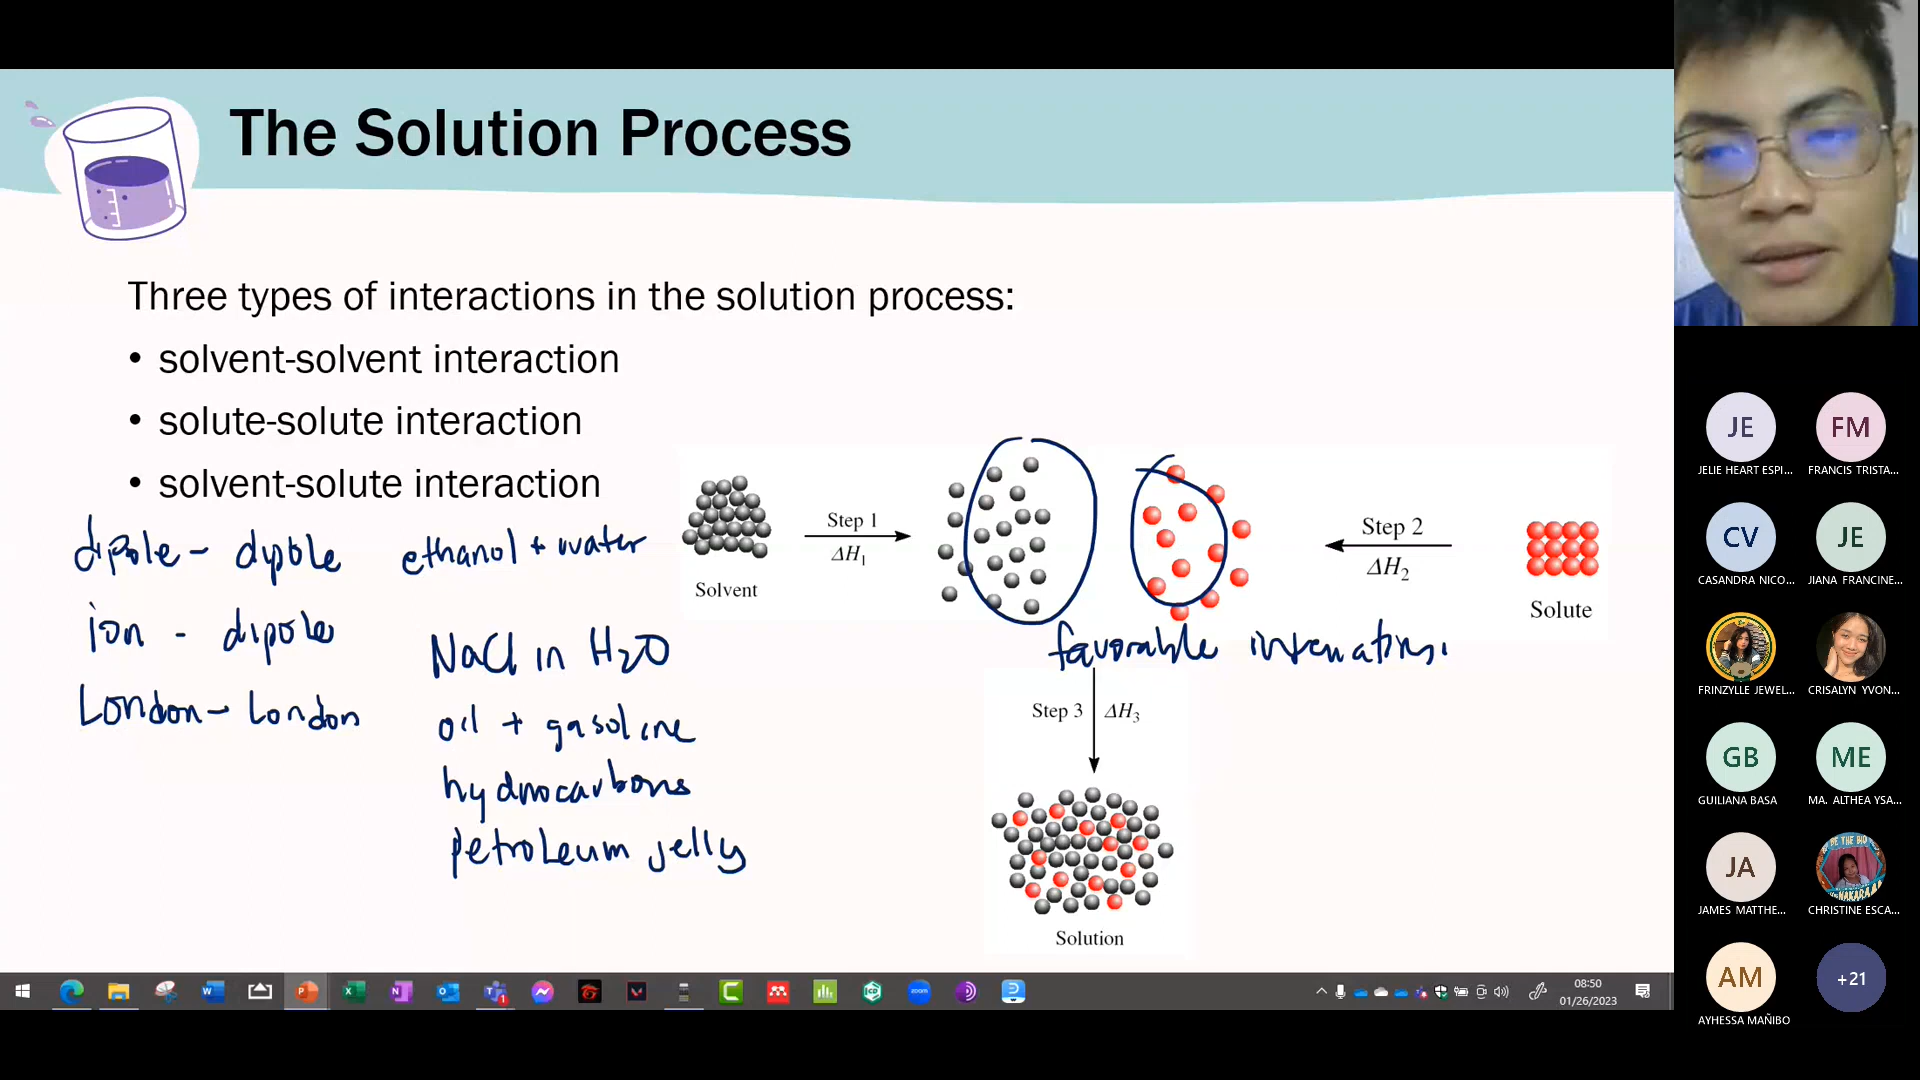 The Solution Process
Three types of interactions in the solution process:
• solvent-solvent interaction
• solute-solute interaction
• solvent-solute interaction
dipole - dipole ethanol + water
ion - dipole NaCl in H2O
London - London oil + gasoline
hydrocarbons
petroleum jelly
Solvent
Step 1
ΔH1
Step 2
ΔH2
Solute
favorable
Step 3 ΔH3
Solution
JE
JELIE HEART ESPI...
FM
FRANCIS TRISTA...
CV
CASANDRA NICO...
JE
JIANA FRANCINE...
FRINZYLLE JEWEL...
CRISALYN YVON...
GB
GUILIANA BASA
ME
MA. ALTHEA YSA...
JA
JAMES MATTHE...
CHRISTINE ESCA...
AM
AYHESSA MAÑIBO
+21
08:50
01/26/2023